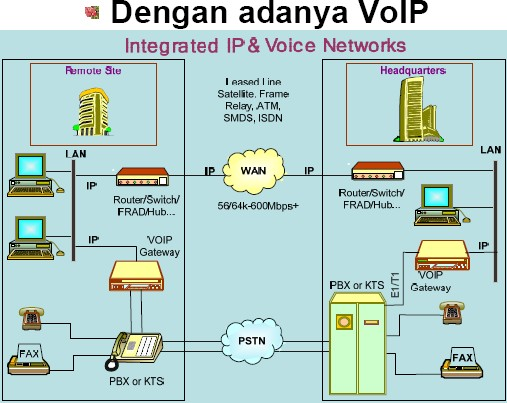 Dengan adanya VoIP
Integrated IP & Voice Networks
Remote Site
Leased Line
Satellite, Frame
Relay, ATM,
SMDS, ISDN
Headquarters
LAN
IP
Router/Switch/
FRAD/Hub...
IP
WAIN
56/64k-600Mbps+
IP
Router/Switch/
FRAD/Hub...
LAN
IP
VOIP
Gateway
IP
VOIP
Gateway
E1/T1
PBX or KTS
FAX
PBX or KTS
PSTN
FAX